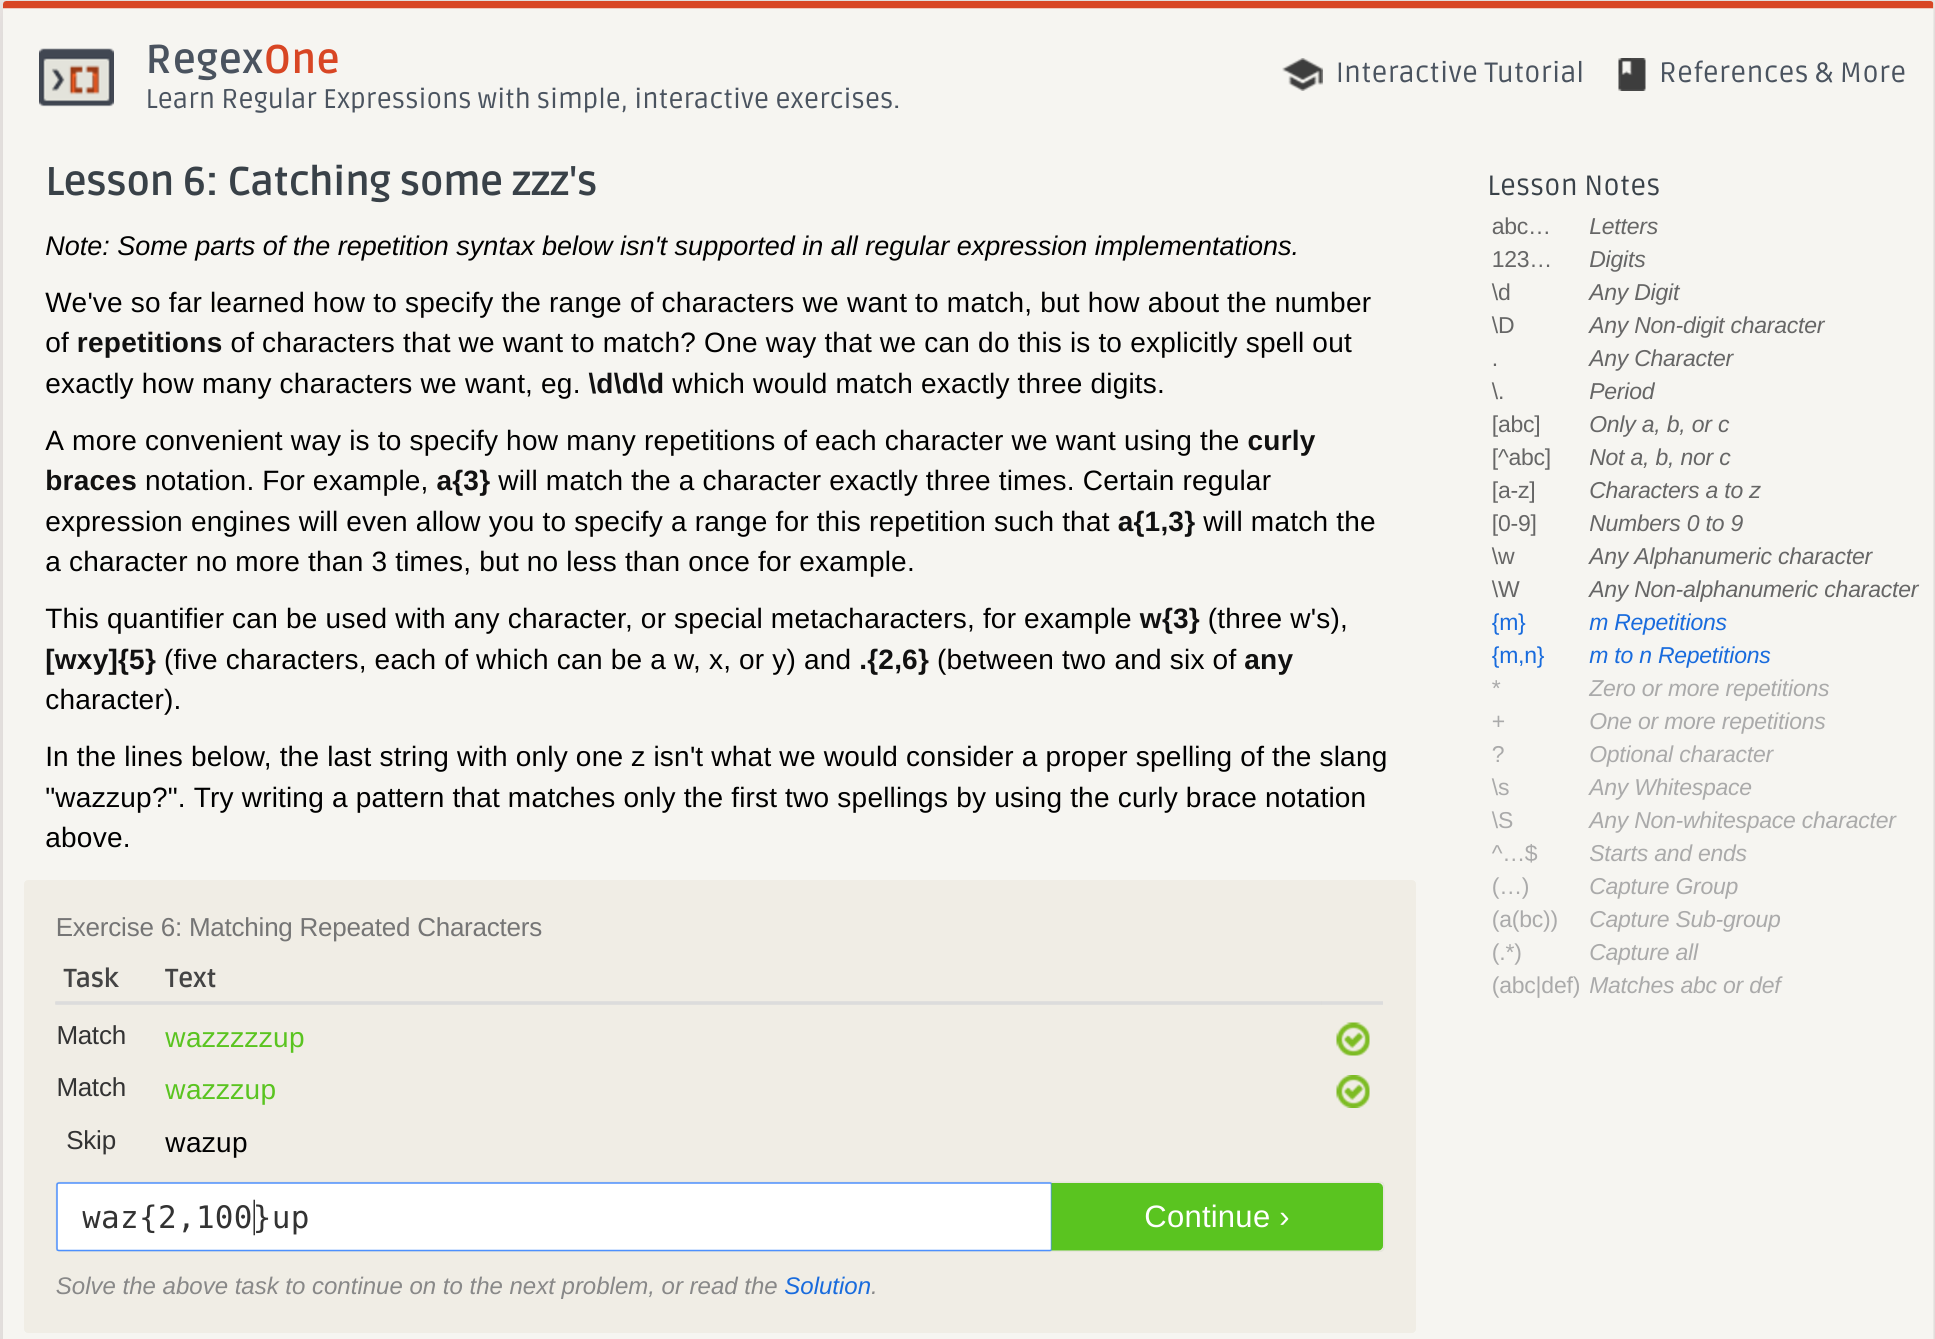 RegexOne
Learn Regular Expressions with simple, interactive exercises.
Interactive Tutorial
References & More
Lesson 6: Catching some zzz's
Note: Some parts of the repetition syntax below isn't supported in all regular expression implementations.
We've so far learned how to specify the range of characters we want to match, but how about the number
of repetitions of characters that we want to match? One way that we can do this is to explicitly spell out
exactly how many characters we want, eg. \d\d\d which would match exactly three digits.
A more convenient way is to specify how many repetitions of each character we want using the curly
braces notation. For example, a{3} will match the a character exactly three times. Certain regular
expression engines will even allow you to specify a range for this repetition such that a{1,3} will match the
a character no more than 3 times, but no less than once for example.
This quantifier can be used with any character, or special metacharacters, for example w{3} (three w's),
[wxy]{5} (five characters, each of which can be a w, x, or y) and .{2,6} (between two and six of any
character).
In the lines below, the last string with only one z isn't what we would consider a proper spelling of the slang
"wazzup?". Try writing a pattern that matches only the first two spellings by using the curly brace notation
above.
Exercise 6: Matching Repeated Characters
Task Text
Match wazzzzzup
Match wazzzup
Skip wazup
waz{2,100}up
Continue ›
Solve the above task to continue on to the next problem, or read the Solution.
Lesson Notes
abc… Letters
123… Digits
\d Any Digit
\D Any Non-digit character
. Any Character
\. Period
[abc] Only a, b, or c
[^abc] Not a, b, nor c
[a-z] Characters a to z
[0-9] Numbers 0 to 9
\w Any Alphanumeric character
\W Any Non-alphanumeric character
{m} m Repetitions
{m,n} m to n Repetitions
* Zero or more repetitions
+ One or more repetitions
? Optional character
\s Any Whitespace
\S Any Non-whitespace character
^…$ Starts and ends
(…) Capture Group
(a(bc)) Capture Sub-group
(.*) Capture all
(abc|def) Matches abc or def